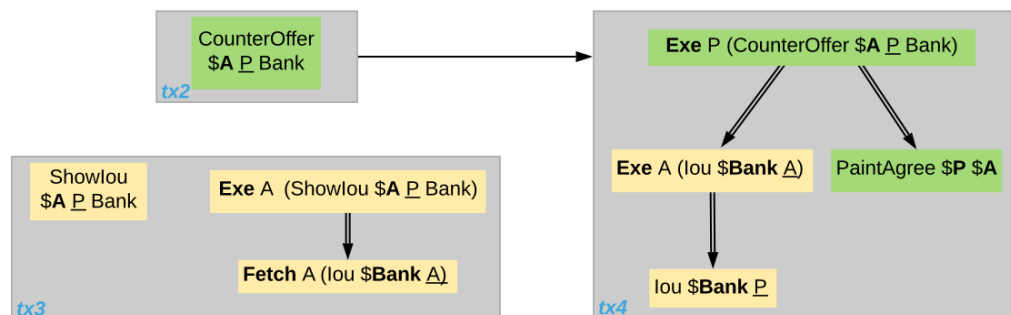 CounterOffer
$A P Bank
tx2
Exe P (CounterOffer $A P Bank)
Exe A (Iou $Bank A)
PaintAgree $P $A
Iou $Bank P
tx4
ShowIou
$A P Bank
Exe A (ShowIou $A P Bank)
Fetch A (Iou $Bank A)
tx3